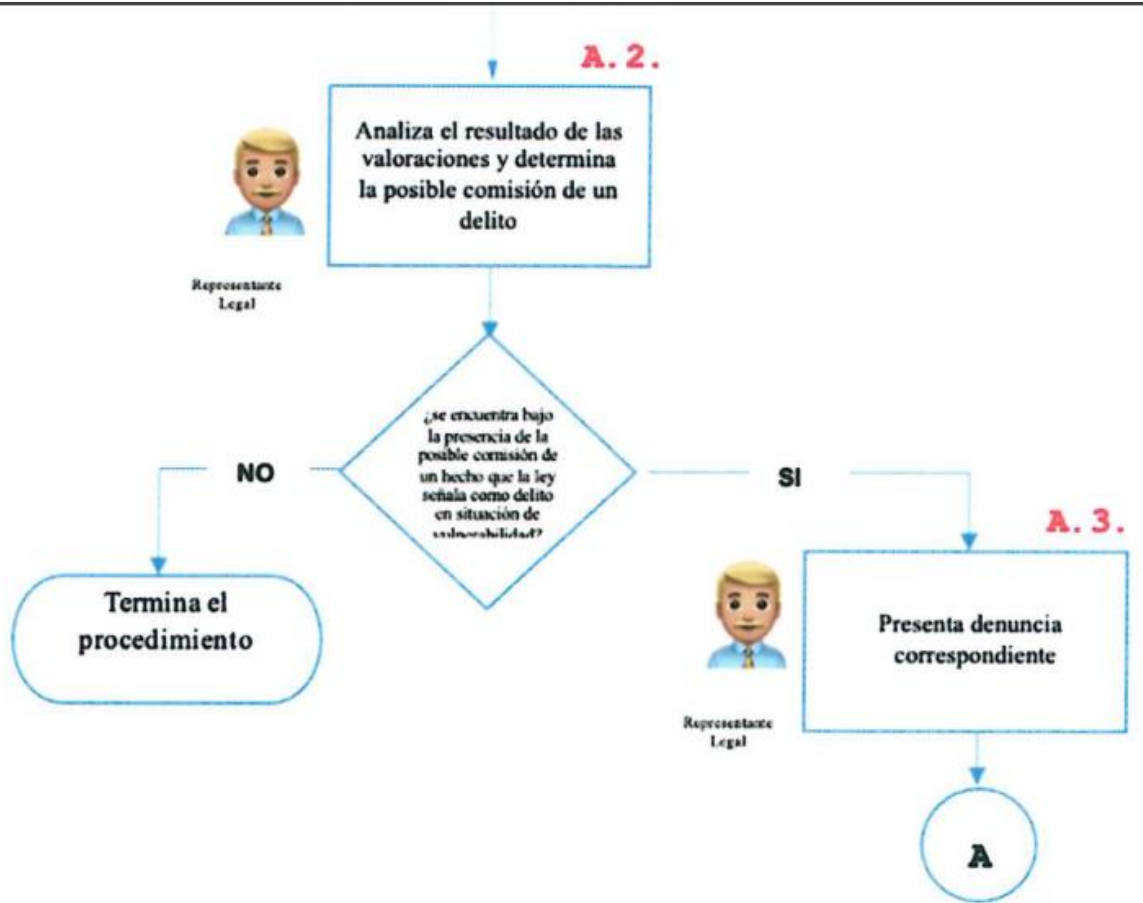 A.2.
Analiza el resultado de las
valoraciones y determina
la posible comisión de un
delito
Representante
Legal
¿se encuentra bajo
la presencia de la
posible comisión de
un hecho que la ley
señala como delito
en situación de
vulnerabilidad?
NO
SI
Termina el
procedimiento
A.3.
Presenta denuncia
correspondiente
Representante
Legal
A